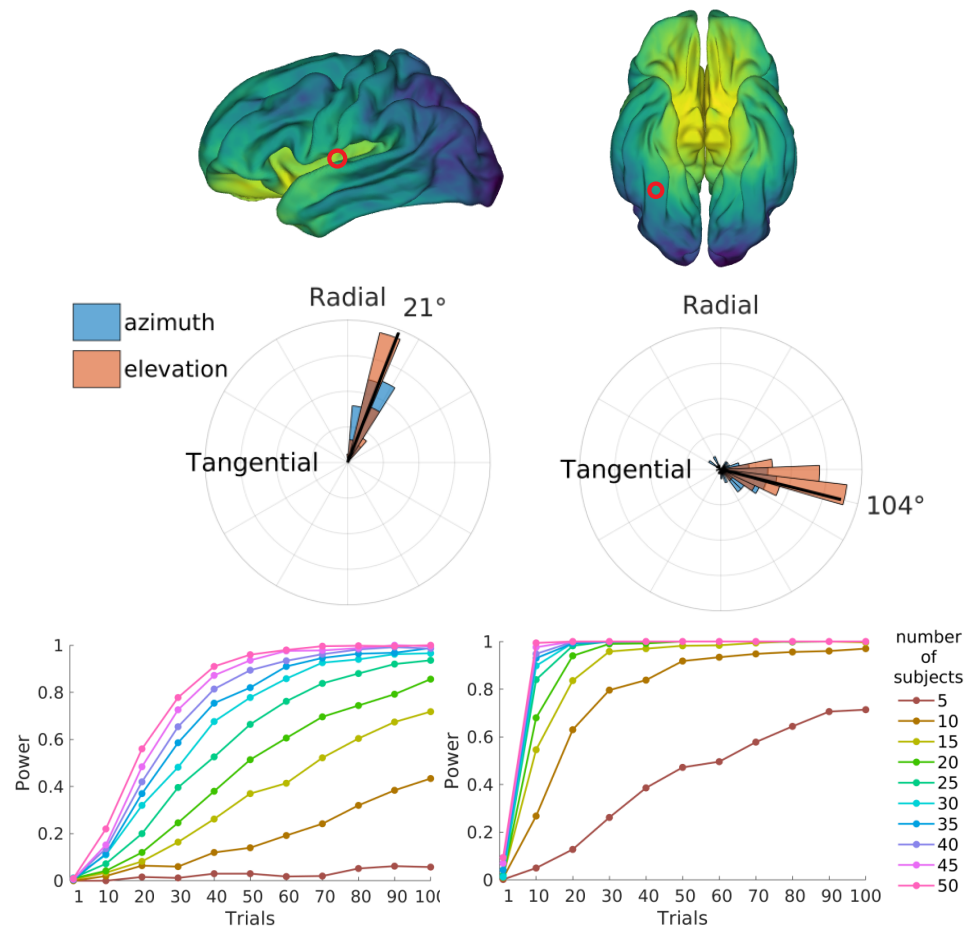 Radial
21°
azimuth
elevation
Tangential
Radial
Tangential
104°
1
0.8
0.6
0.4
0.2
0
Power
1 10 20 30 40 50 60 70 80 90 100
Trials
1
0.8
0.6
0.4
0.2
0
Power
1 10 20 30 40 50 60 70 80 90 100
Trials
number
of
subjects
5
10
15
20
25
30
35
40
45
50